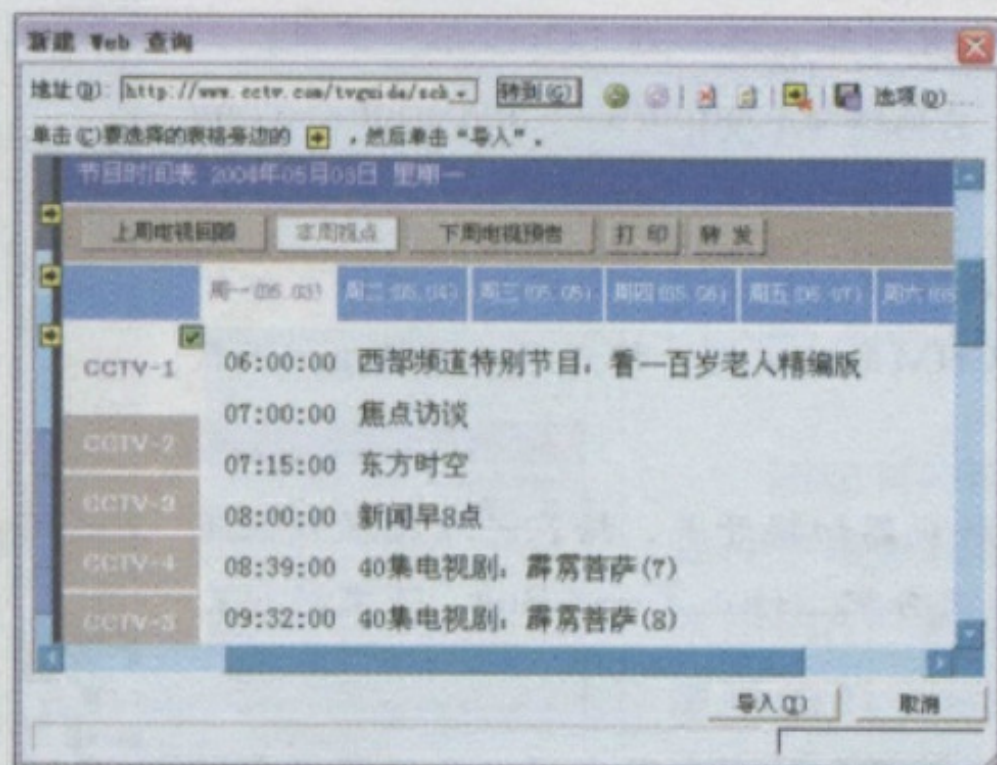 新建 Web 查询
地址(D): http://www.cctv.com/tvguide/sch 转到(G) 选项(O)...
单击(C)要选择的表格旁边的 ，然后单击“导入”。
节目时间表 2004年05月03日 星期一
上周电视回顾 本周视点 下周电视预告 打 印 转 发
周一(05.03) 周二(05.04) 周三(05.05) 周四(05.06) 周五(05.07) 周六(05
CCTV-1
06:00:00 西部频道特别节目，看一百岁老人精编版
07:00:00 焦点访谈
CCTV-2
07:15:00 东方时空
CCTV-3
08:00:00 新闻早8点
CCTV-4
08:39:00 40集电视剧，霹雳菩萨(7)
CCTV-5
09:32:00 40集电视剧，霹雳菩萨(8)
导入(I) 取消